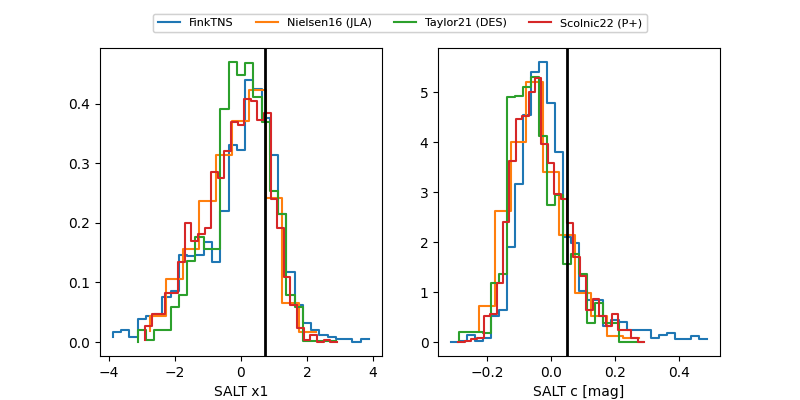 FinkTNS Nielsen16 (JLA) Taylor21 (DES) Scolnic22 (P+)
0.4
0.3
0.2
0.1
0.0
−4 −2 0 2 4
SALT x1
5
4
3
2
1
0
−0.2 0.0 0.2 0.4
SALT c [mag]